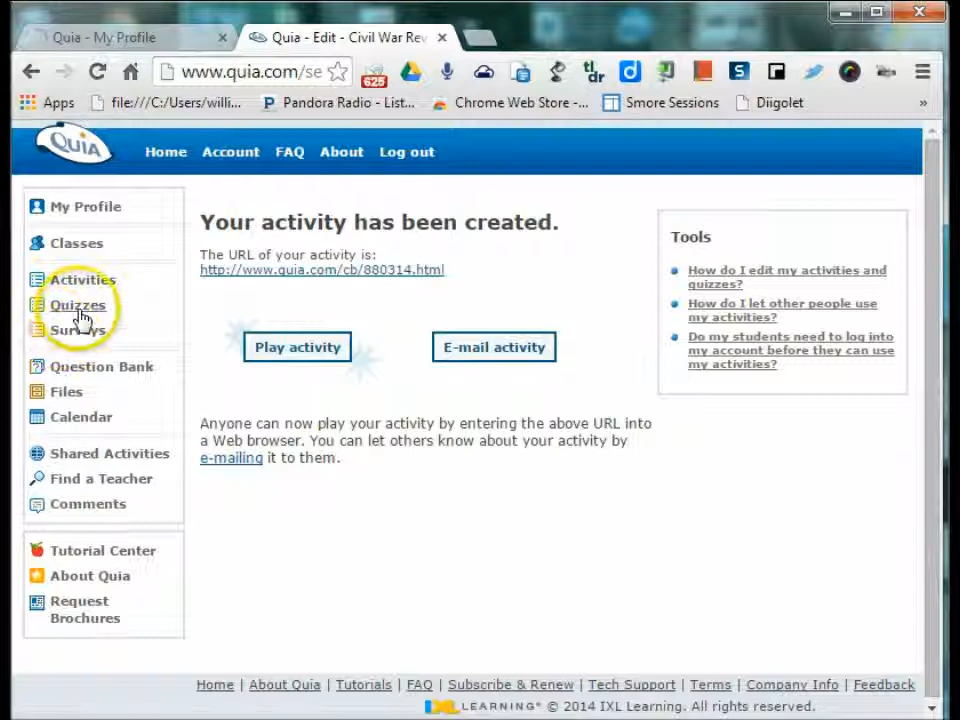 Quia - My Profile
Quia - Edit - Civil War Rev
www.quia.com/se
625
tl;
dr
d
S
Apps
file:///C:/Users/willi...
Pandora Radio - List...
Chrome Web Store -...
Smore Sessions
Diigolet
»
QUIA
Home
Account
FAQ
About
Log out
My Profile
Classes
Activities
Quizzes
Surveys
Question Bank
Files
Calendar
Shared Activities
Find a Teacher
Comments
Tutorial Center
About Quia
Request
Brochures
Your activity has been created.
The URL of your activity is:
http://www.quia.com/cb/880314.html
Play activity
E-mail activity
Anyone can now play your activity by entering the above URL into
a Web browser. You can let others know about your activity by
e-mailing it to them.
Tools
How do I edit my activities and
quizzes?
How do I let other people use
my activities?
Do my students need to log into
my account before they can use
my activities?
Home | About Quia | Tutorials | FAQ | Subscribe & Renew | Tech Support | Terms | Company Info | Feedback
IXL LEARNING® © 2014 IXL Learning. All rights reserved.